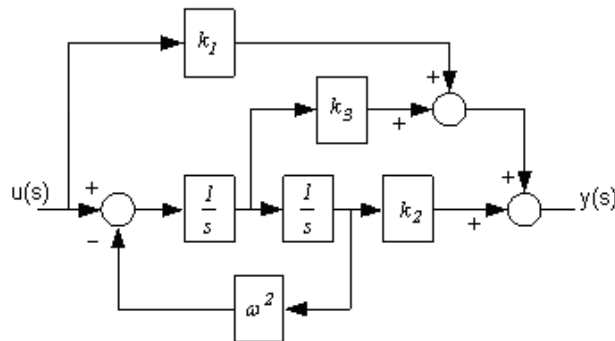 k₁
+
k₃
+
u(s)
+
1/s
1/s
k₂
+
+
y(s)
−
ω²